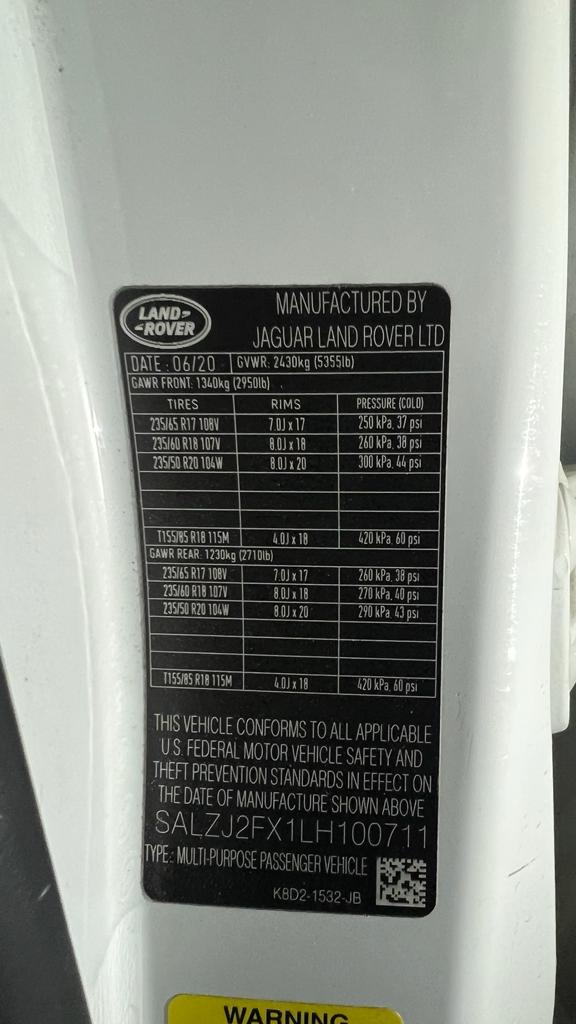 LAND-
-ROVER
MANUFACTURED BY
JAGUAR LAND ROVER LTD
DATE: 06/20 GVWR: 2430kg (5355lb)
GAWR FRONT: 1340kg (2950lb)
TIRES RIMS PRESSURE (COLD)
235/65 R17 108V 7.0J x 17 250 kPa, 37 psi
235/60 R18 107V 8.0J x 18 260 kPa, 38 psi
235/50 R20 104W 8.0J x 20 300 kPa, 44 psi
T155/85 R18 115M 4.0J x 18 420 kPa, 60 psi
GAWR REAR: 1230kg (2710lb)
235/65 R17 108V 7.0J x 17 260 kPa, 38 psi
235/60 R18 107V 8.0J x 18 270 kPa, 40 psi
235/50 R20 104W 8.0J x 20 290 kPa, 43 psi
T155/85 R18 115M 4.0J x 18 420 kPa, 60 psi
THIS VEHICLE CONFORMS TO ALL APPLICABLE
U.S. FEDERAL MOTOR VEHICLE SAFETY AND
THEFT PREVENTION STANDARDS IN EFFECT ON
THE DATE OF MANUFACTURE SHOWN ABOVE
SALZJ2FX1LH100711
TYPE: MULTI-PURPOSE PASSENGER VEHICLE
K8D2-1532-JB
WARNING